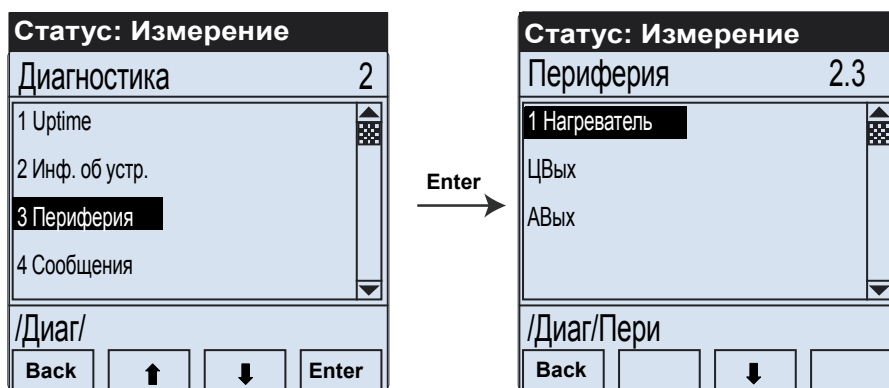 Статус: Измерение
Диагностика 2
1 Uptime
2 Инф. об устр.
3 Периферия
4 Сообщения
/Диаг/
Back Enter
Enter
Статус: Измерение
Периферия 2.3
1 Нагреватель
ЦВых
АВых
/Диаг/Пери
Back